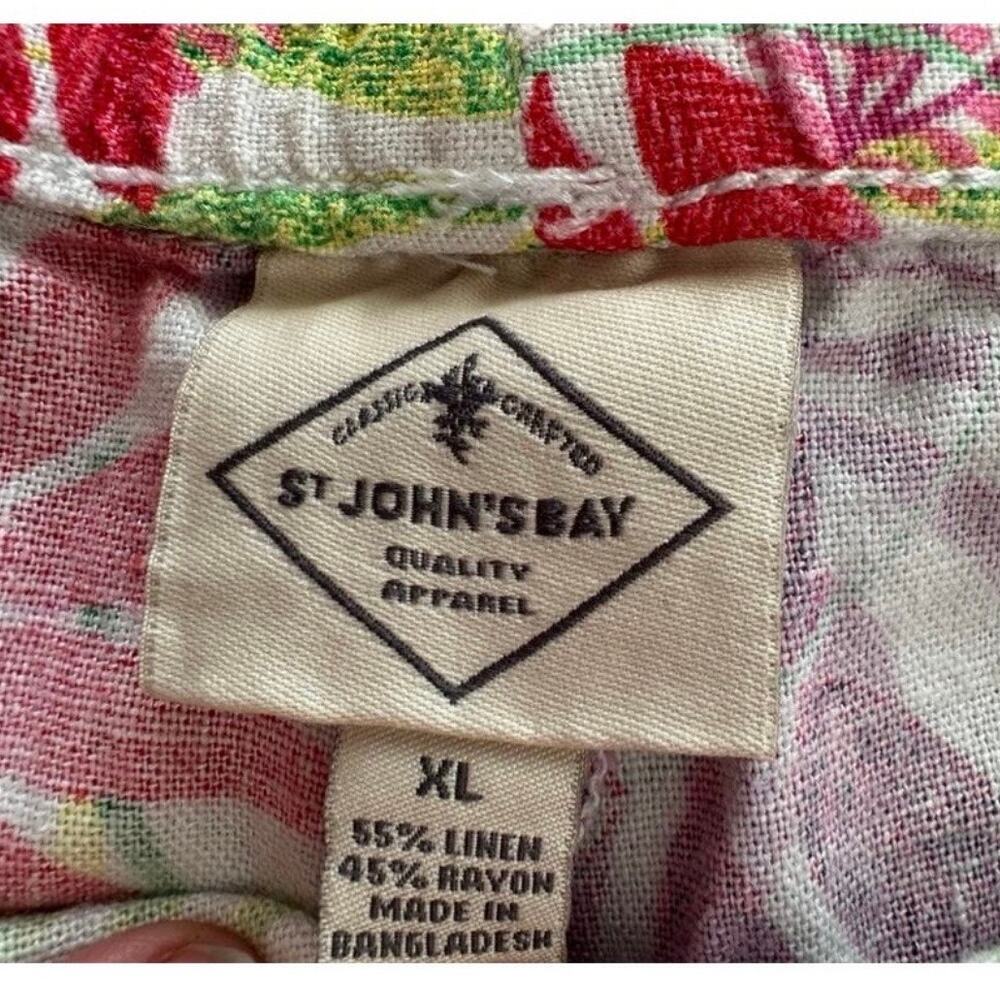 CLASSIC CRAFTED
ST JOHN'S BAY
QUALITY
APPAREL
XL
55% LINEN
45% RAYON
MADE IN
BANGLADESH